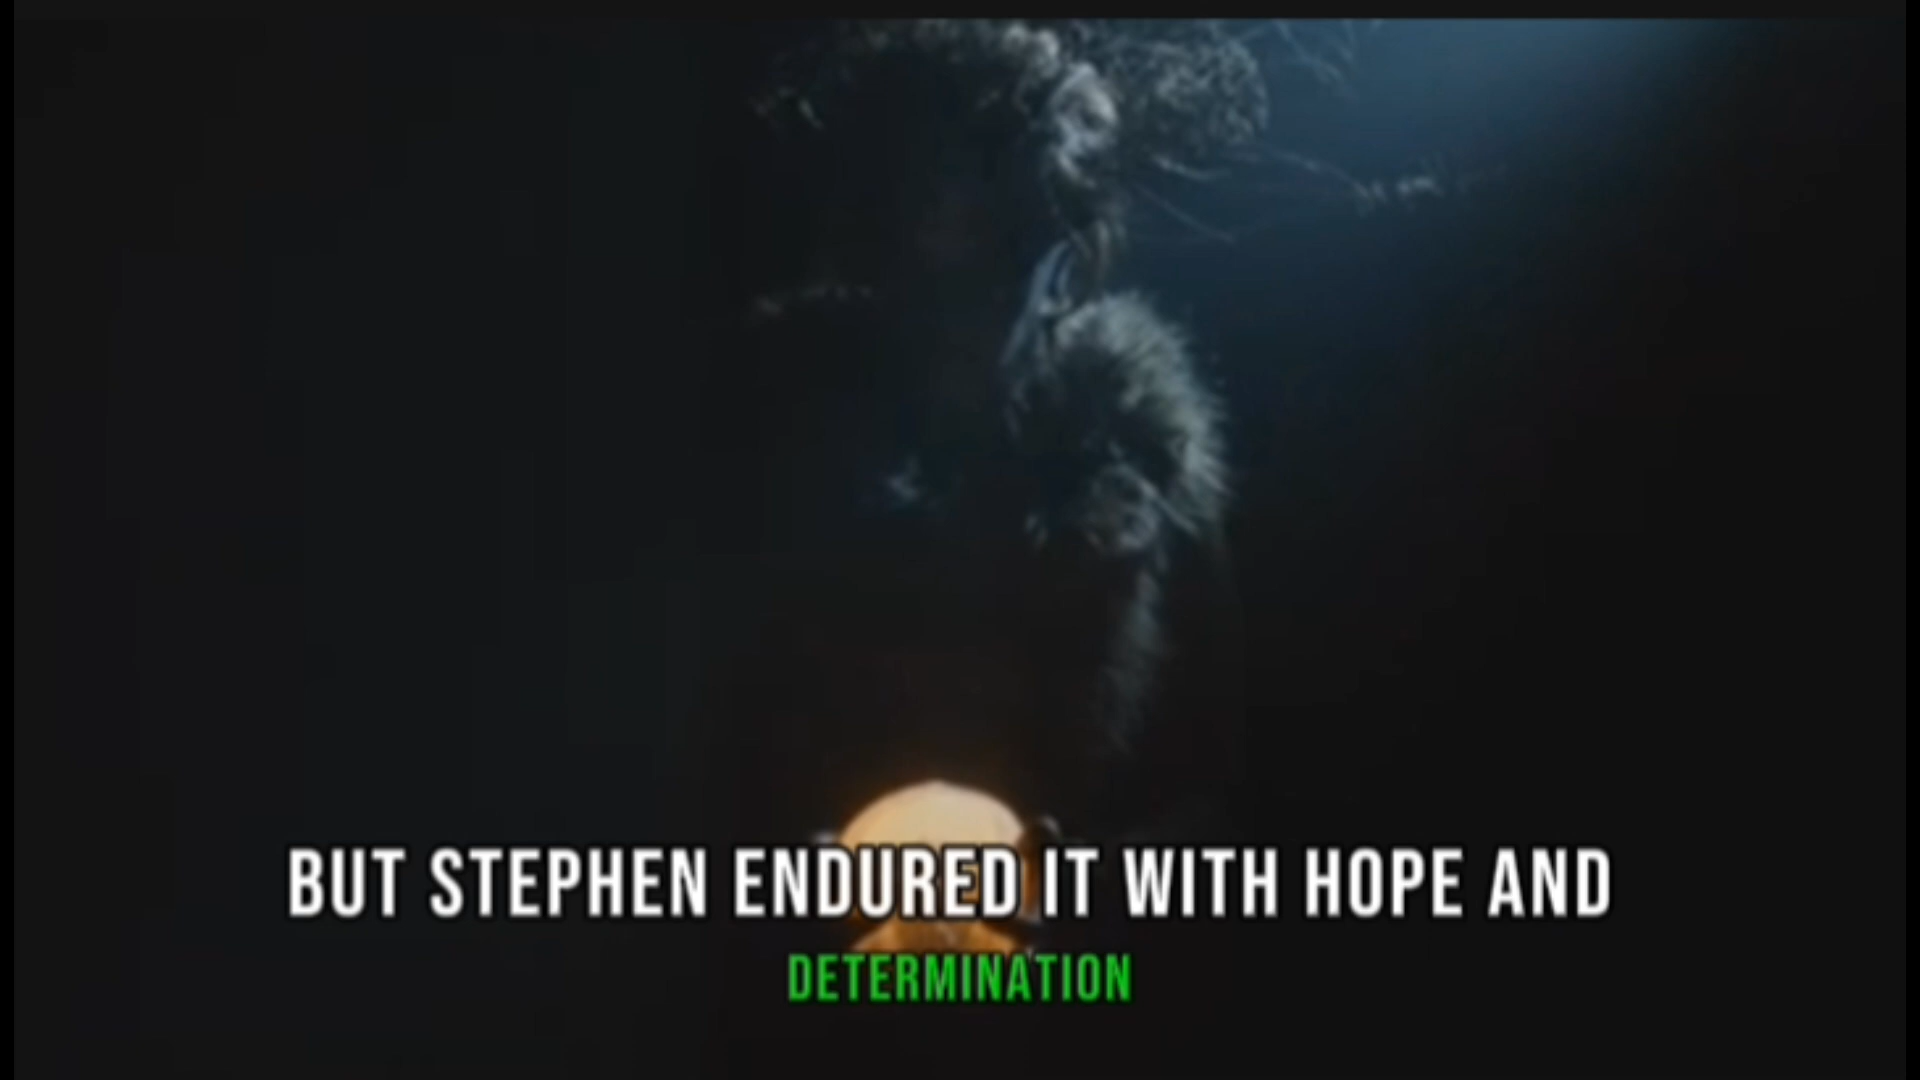 BUT STEPHEN ENDURED IT WITH HOPE AND
DETERMINATION